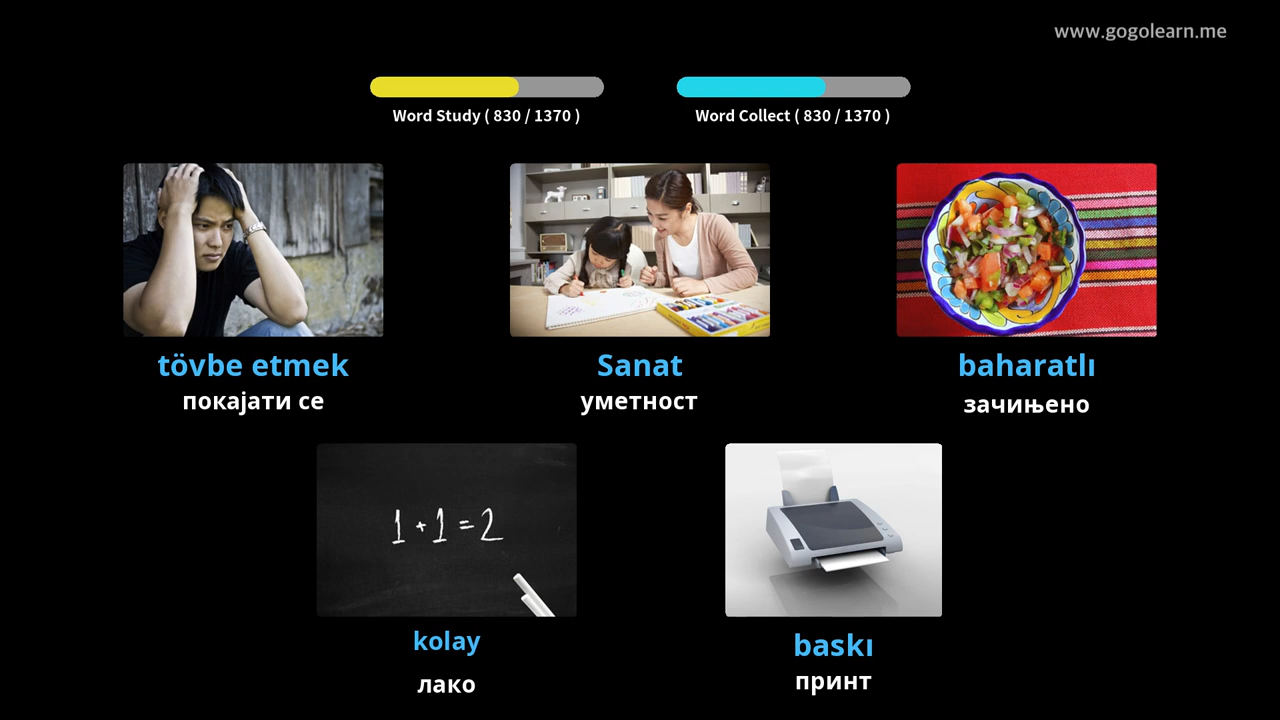 www.gogolearn.me
Word Study ( 830 / 1370 )
Word Collect ( 830 / 1370 )
tövbe etmek
покајати се
Sanat
уметност
baharatlı
зачињено
1 + 1 = 2
kolay
лако
baskı
принт